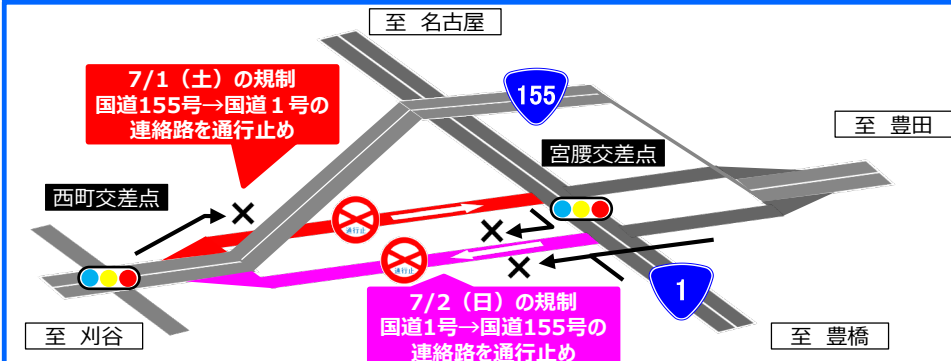 至 名古屋
7/1（土）の規制
国道155号→国道１号の
連絡路を通行止め
155
至 豊田
宮腰交差点
西町交差点
通行止
通行止
7/2（日）の規制
国道1号→国道155号の
連絡路を通行止め
1
至 刈谷
至 豊橋